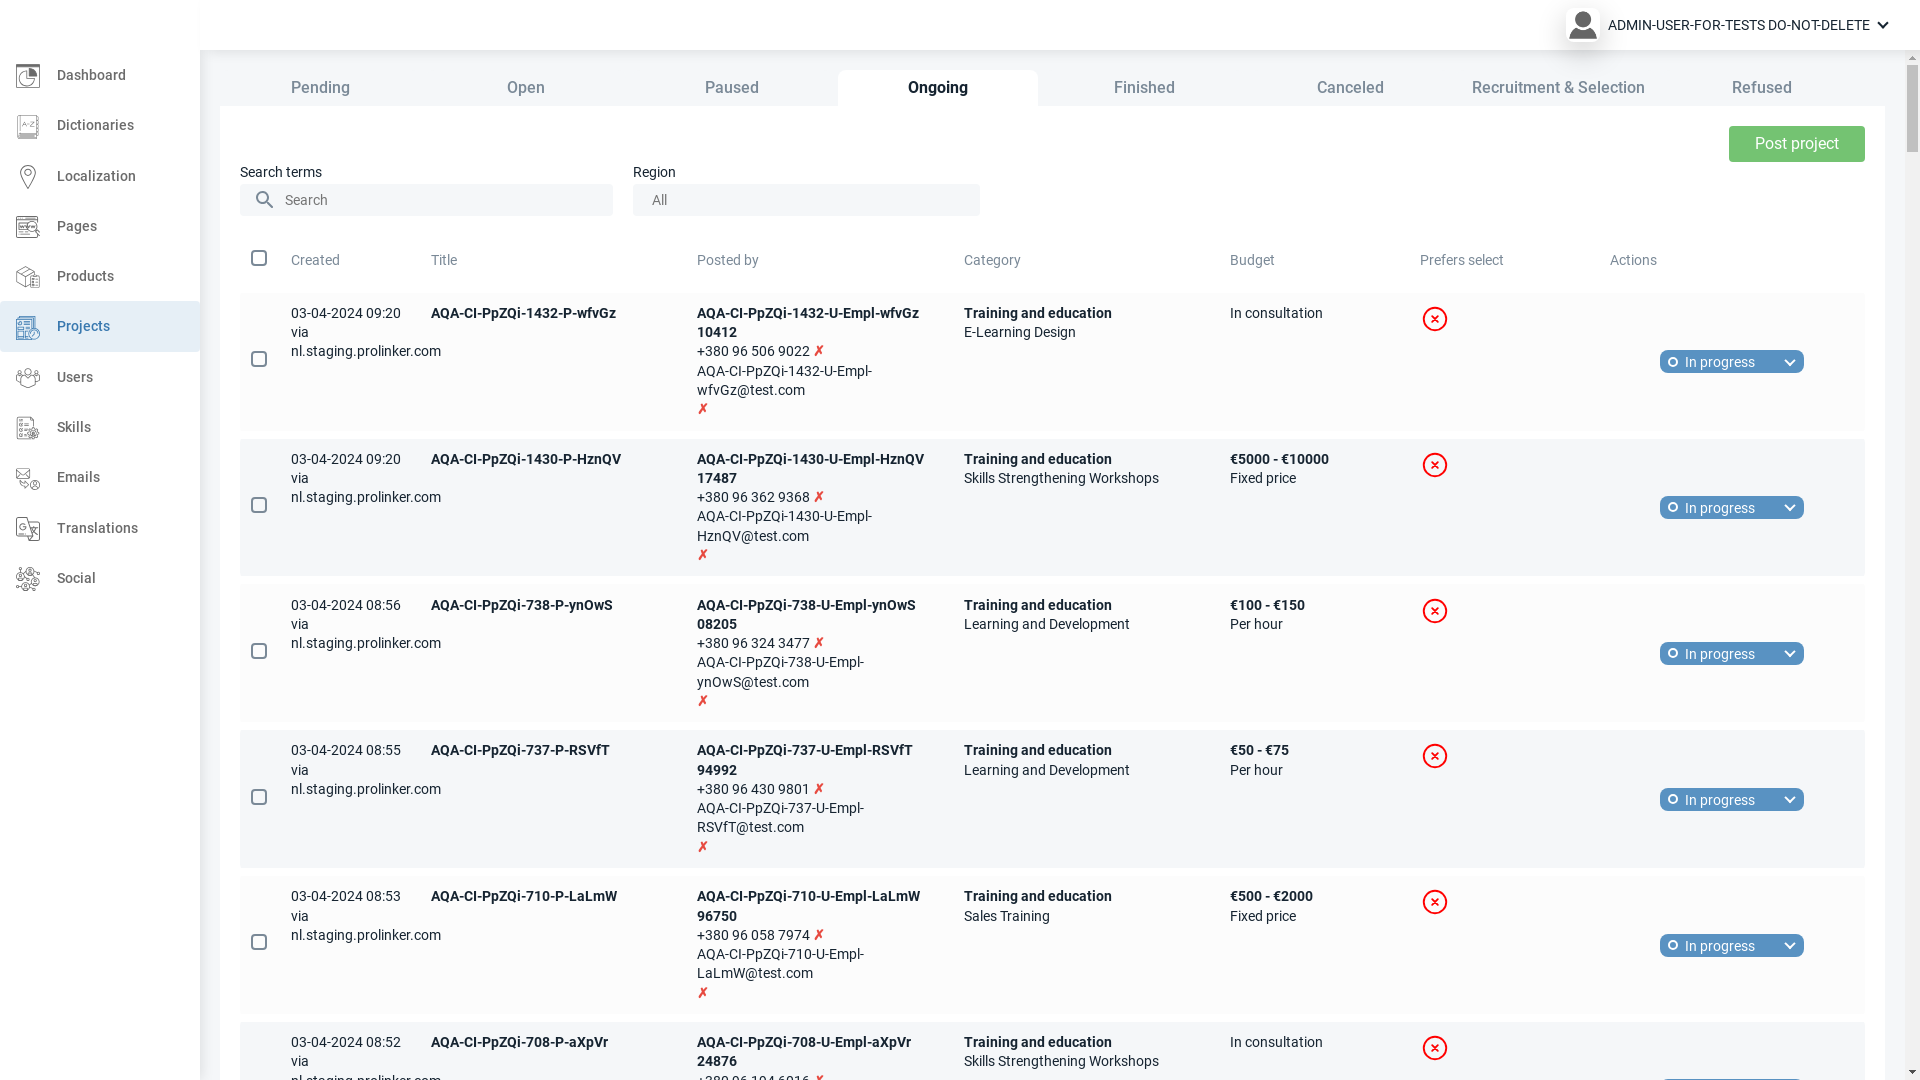 ADMIN-USER-FOR-TESTS DO-NOT-DELETE
Dashboard
Dictionaries
Localization
Pages
Products
Projects
Users
Skills
Emails
Translations
Social
Pending
Open
Paused
Ongoing
Finished
Canceled
Recruitment & Selection
Refused
Post project
Search terms
Search
Region
All
Created
Title
Posted by
Category
Budget
Prefers select
Actions
03-04-2024 09:20
via
nl.staging.prolinker.com
AQA-CI-PpZQi-1432-P-wfvGz
AQA-CI-PpZQi-1432-U-Empl-wfvGz
10412
+380 96 506 9022 ✗
AQA-CI-PpZQi-1432-U-Empl-
wfvGz@test.com
✗
Training and education
E-Learning Design
In consultation
In progress
03-04-2024 09:20
via
nl.staging.prolinker.com
AQA-CI-PpZQi-1430-P-HznQV
AQA-CI-PpZQi-1430-U-Empl-HznQV
17487
+380 96 362 9368 ✗
AQA-CI-PpZQi-1430-U-Empl-
HznQV@test.com
✗
Training and education
Skills Strengthening Workshops
€5000 - €10000
Fixed price
In progress
03-04-2024 08:56
via
nl.staging.prolinker.com
AQA-CI-PpZQi-738-P-ynOwS
AQA-CI-PpZQi-738-U-Empl-ynOwS
08205
+380 96 324 3477 ✗
AQA-CI-PpZQi-738-U-Empl-
ynOwS@test.com
✗
Training and education
Learning and Development
€100 - €150
Per hour
In progress
03-04-2024 08:55
via
nl.staging.prolinker.com
AQA-CI-PpZQi-737-P-RSVfT
AQA-CI-PpZQi-737-U-Empl-RSVfT
94992
+380 96 430 9801 ✗
AQA-CI-PpZQi-737-U-Empl-
RSVfT@test.com
✗
Training and education
Learning and Development
€50 - €75
Per hour
In progress
03-04-2024 08:53
via
nl.staging.prolinker.com
AQA-CI-PpZQi-710-P-LaLmW
AQA-CI-PpZQi-710-U-Empl-LaLmW
96750
+380 96 058 7974 ✗
AQA-CI-PpZQi-710-U-Empl-
LaLmW@test.com
✗
Training and education
Sales Training
€500 - €2000
Fixed price
In progress
03-04-2024 08:52
via
nl.staging.prolinker.com
AQA-CI-PpZQi-708-P-aXpVr
AQA-CI-PpZQi-708-U-Empl-aXpVr
24876
Training and education
Skills Strengthening Workshops
In consultation